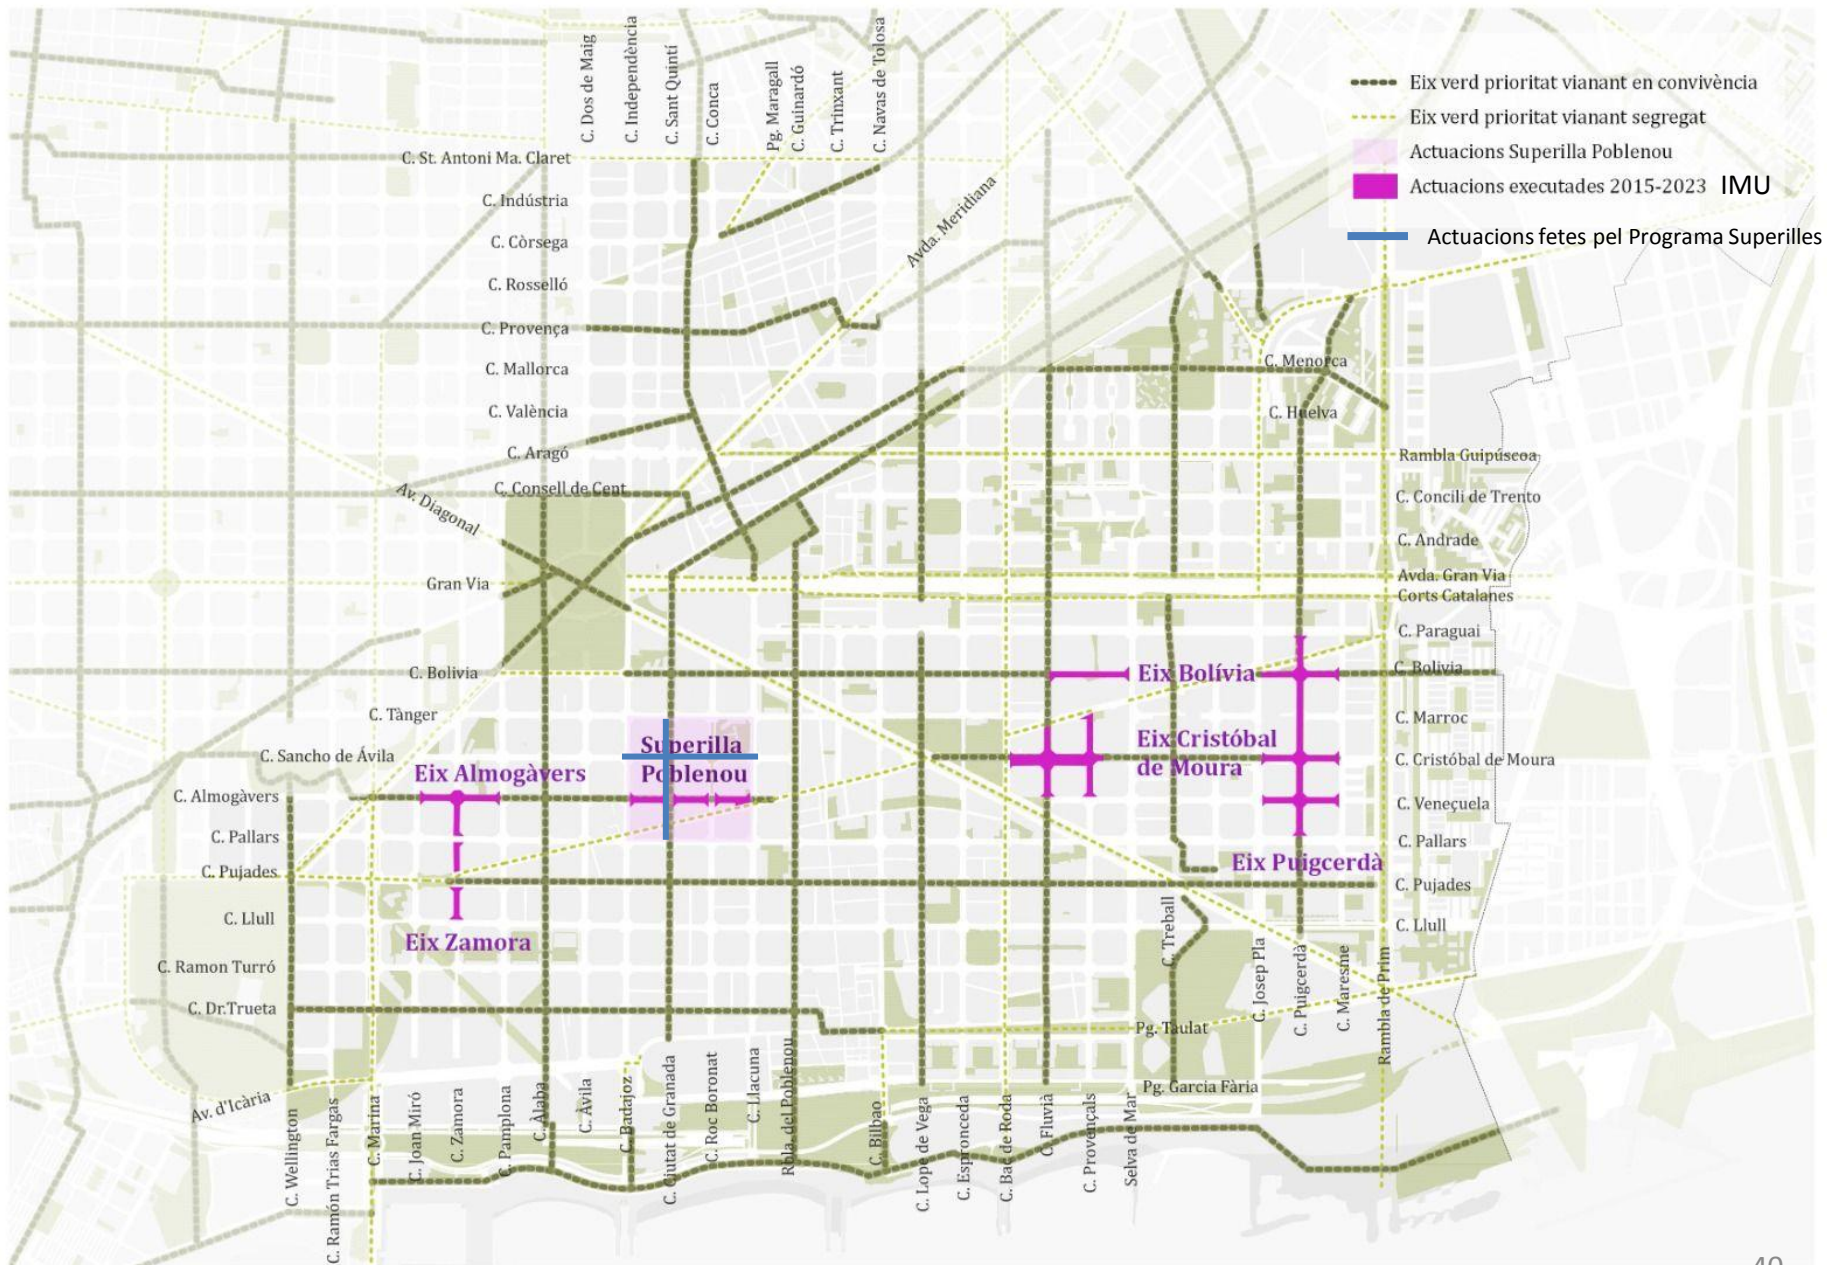 C. Dos de Maig
C. Independència
C. Sant Quintí
C. Conca
Pg. Maragall
C. Guinardó
C. Trinxant
C. Navas de Tolosa
Eix verd prioritat vianant en convivència
Eix verd prioritat vianant segregat
Actuacions Superilla Poblenou
Actuacions executades 2015-2023 IMU
Actuacions fetes pel Programa Superilles
C. St. Antoni Ma. Claret
C. Indústria
C. Còrsega
C. Rosselló
C. Provença
C. Mallorca
C. València
C. Aragó
C. Consell de Cent
Av. Diagonal
Gran Via
C. Bolivia
C. Tànger
C. Sancho de Ávila
C. Almogàvers
C. Pallars
C. Pujades
C. Llull
C. Ramon Turró
C. Dr.Trueta
Av. d'Icària
Avda. Meridiana
C. Menorca
C. Huelva
Rambla Guipúscoa
C. Concili de Trento
C. Andrade
Avda. Gran Via
Corts Catalanes
C. Paraguai
C. Bolivia
C. Marroc
C. Cristóbal de Moura
C. Veneçuela
C. Pallars
C. Pujades
C. Llull
Eix Bolívia
Eix Cristóbal
de Moura
Superilla
Poblenou
Eix Almogàvers
Eix Puigcerdà
Eix Zamora
C. Treball
C. Josep Pla
C. Puigcerdà
C. Maresme
Rambla de Prim
Pg. Taulat
Pg. Garcia Fària
C. Wellington
C. Ramón Trias Fargas
C. Marina
C. Joan Miró
C. Zamora
C. Pamplona
C. Àlaba
C. Àvila
C. Badajoz
C. Ciutat de Granada
C. Roc Boronat
C. Llacuna
Rbla. del Poblenou
C. Bilbao
C. Lope de Vega
C. Espronceda
C. Bac de Roda
C. Fluvià
C. Provençals
Selva de Mar